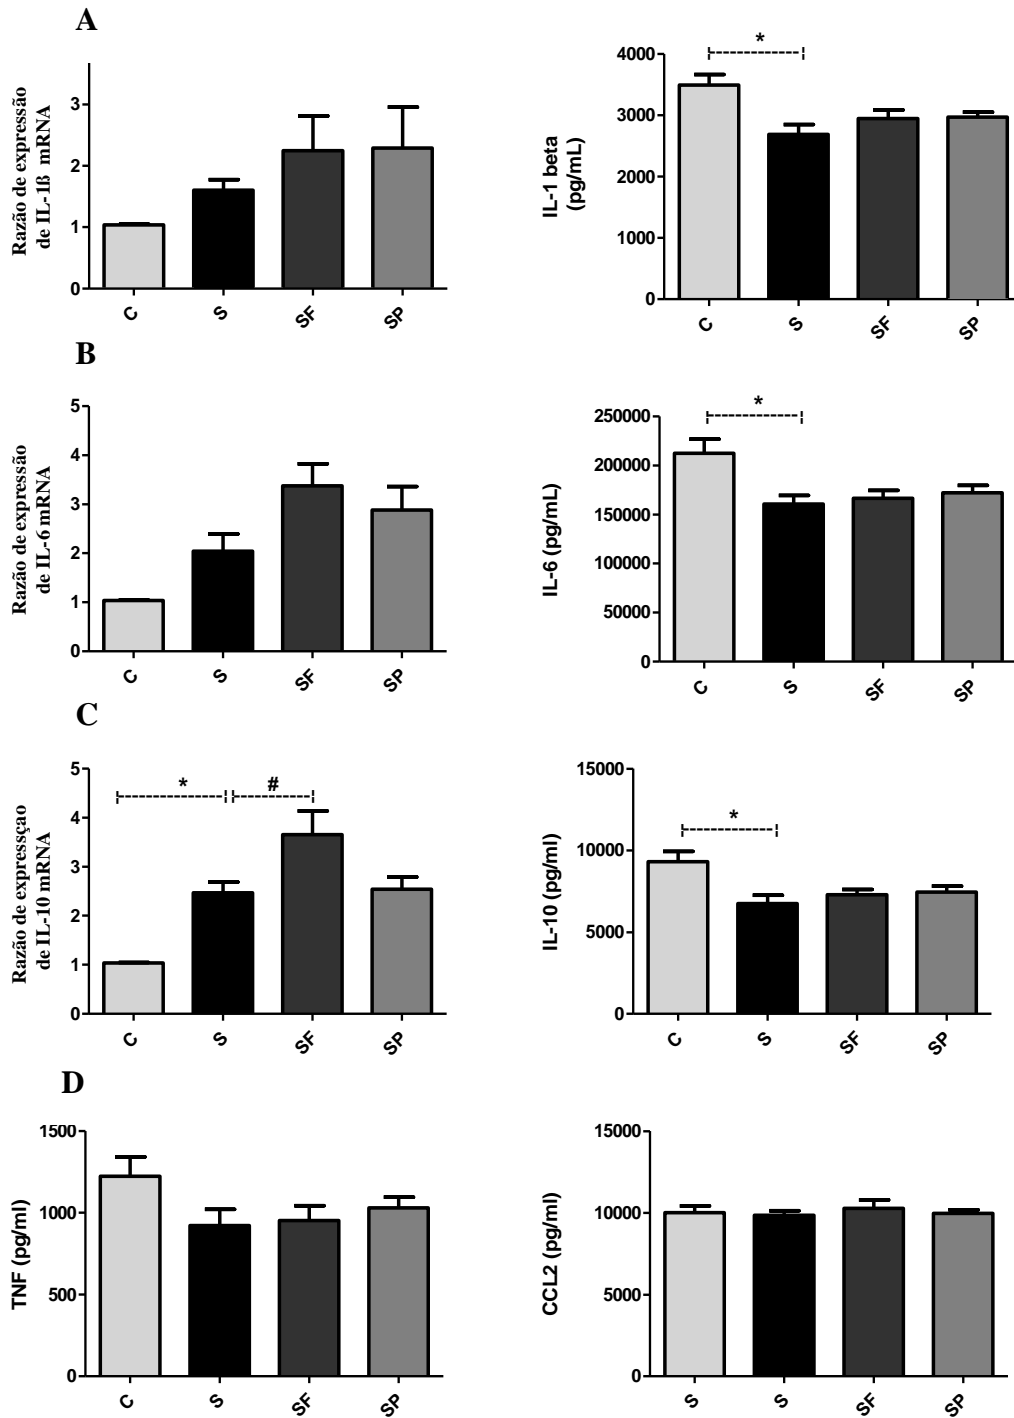 A
Razão de expressão
de IL-1ß mRNA
3
2
1
0
C
S
SF
SP
*
IL-1 beta
(pg/mL)
4000
3000
2000
1000
0
C
S
SF
SP
B
Razão de expressão
de IL-6 mRNA
5
4
3
2
1
0
C
S
SF
SP
*
IL-6 (pg/mL)
250000
200000
150000
100000
50000
0
C
S
SF
SP
C
Razão de expressçao
de IL-10 mRNA
5
4
3
2
1
0
* #
C
S
SF
SP
*
IL-10 (pg/ml)
15000
10000
5000
0
C
S
SF
SP
D
TNF (pg/ml)
1500
1000
500
0
C
S
SF
SP
CCL2 (pg/ml)
15000
10000
5000
0
S
S
SF
SP